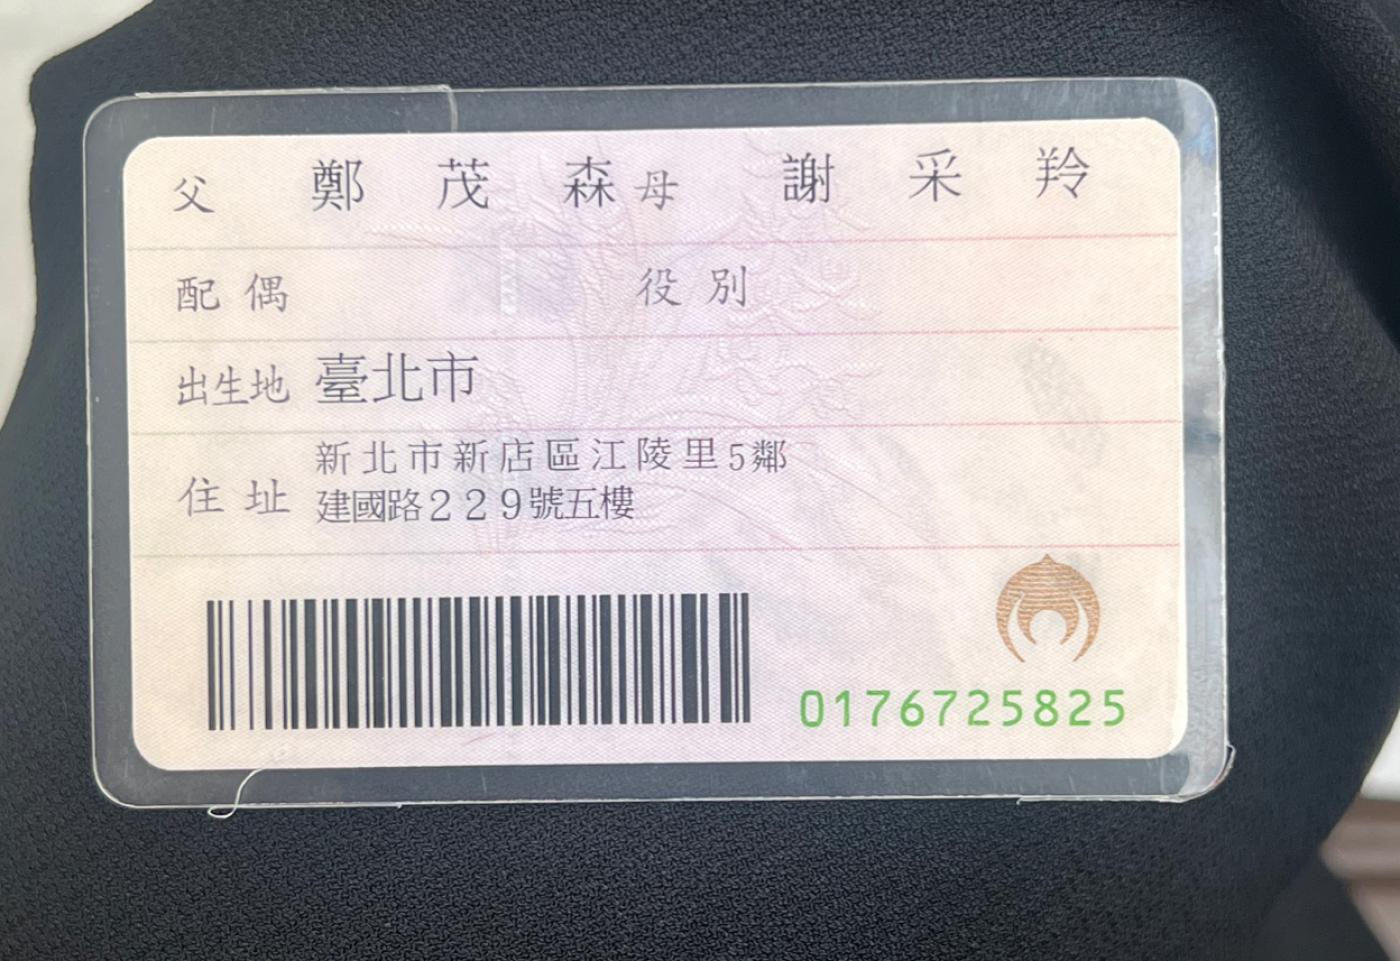 父 鄭茂森 母 謝采羚
配偶 役別
出生地 臺北市
住址 新北市新店區江陵里5鄰
建國路229號五樓
0176725825